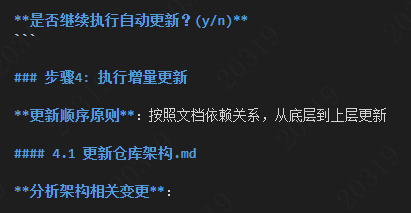 **是否继续执行自动更新？(y/n)**
```
### 步骤4: 执行增量更新
**更新顺序原则**：按照文档依赖关系，从底层到上层更新
#### 4.1 更新仓库架构.md
**分析架构相关变更**：